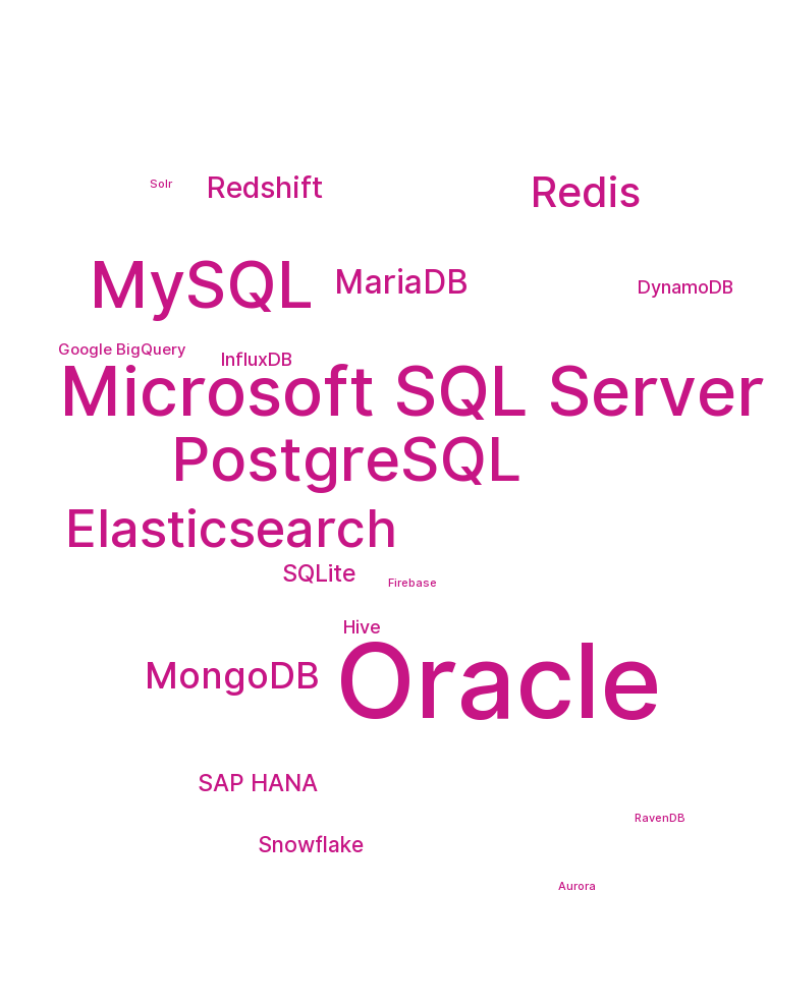 Solr
Redshift
Redis
MySQL
MariaDB
DynamoDB
Google BigQuery
InfluxDB
Microsoft SQL Server
PostgreSQL
Elasticsearch
SQLite
Firebase
Hive
MongoDB
Oracle
SAP HANA
RavenDB
Snowflake
Aurora